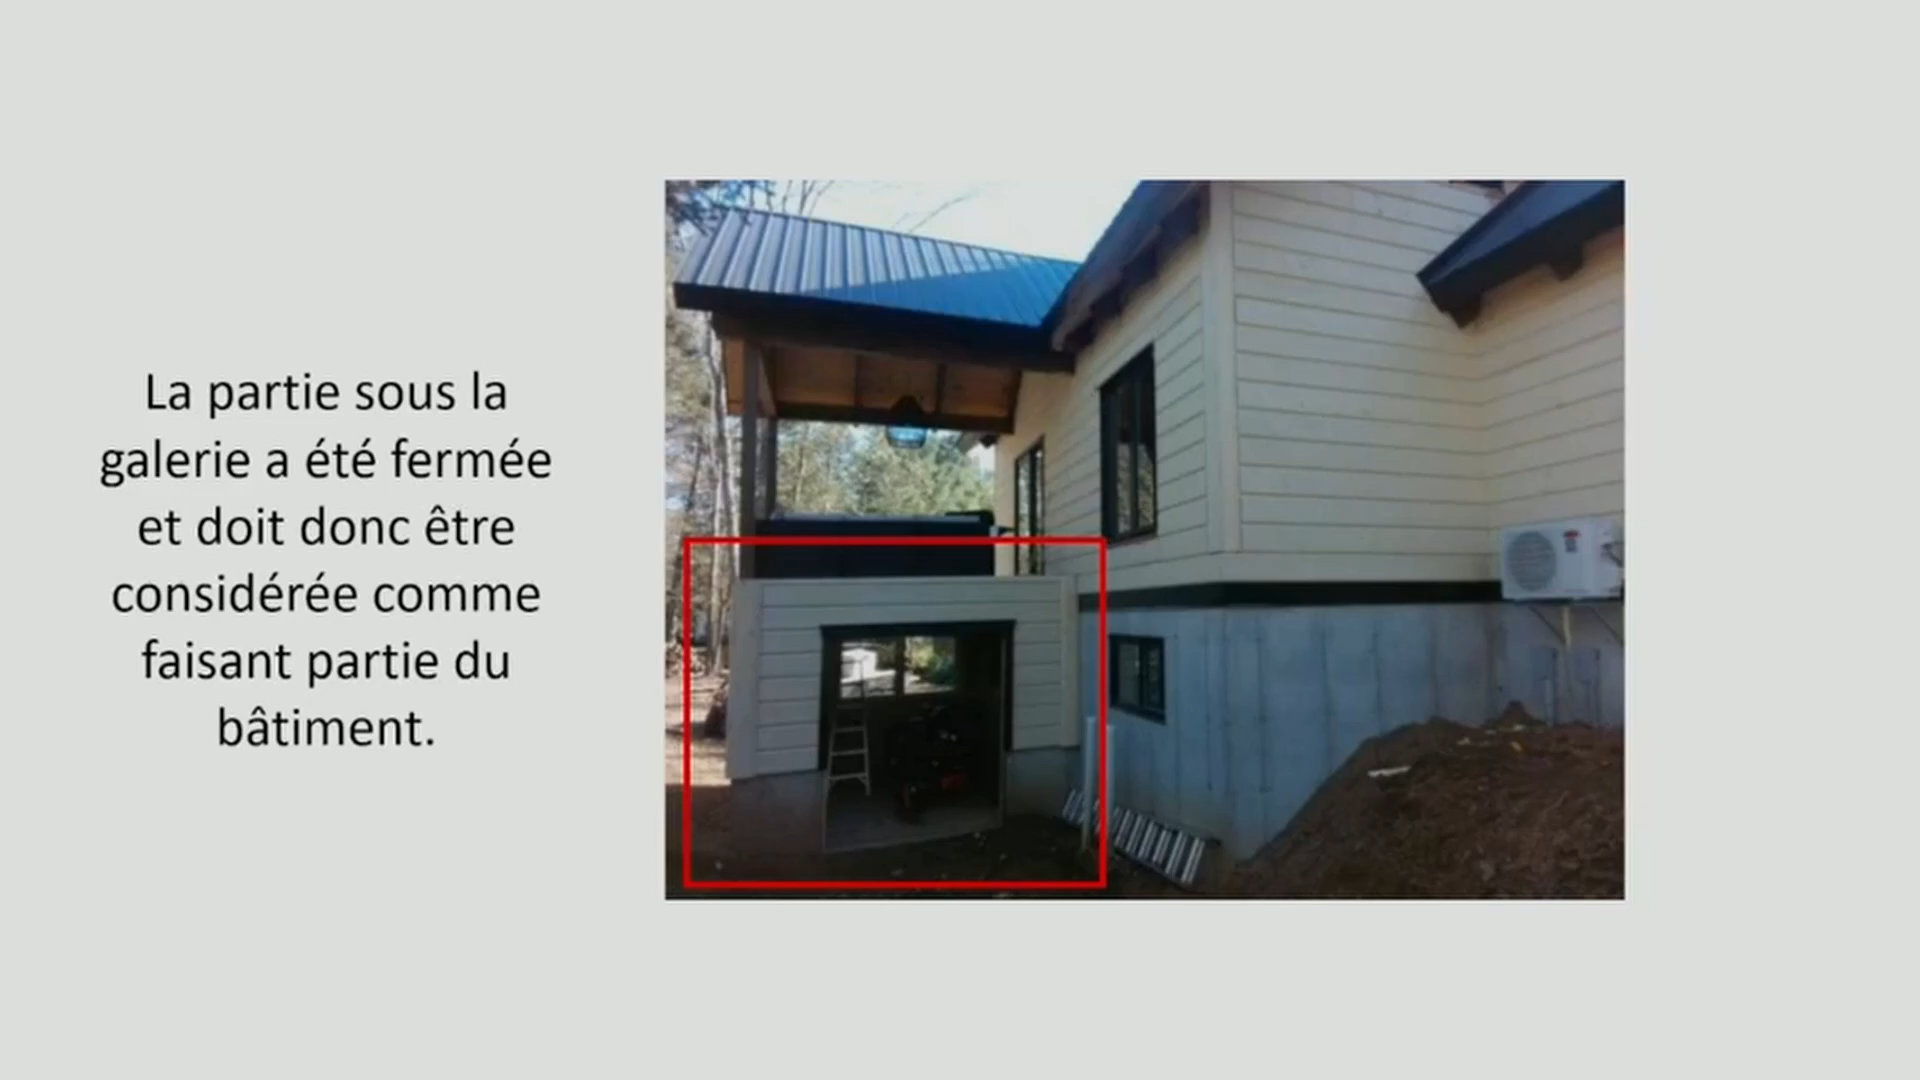 La partie sous la
galerie a été fermée
et doit donc être
considérée comme
faisant partie du
bâtiment.